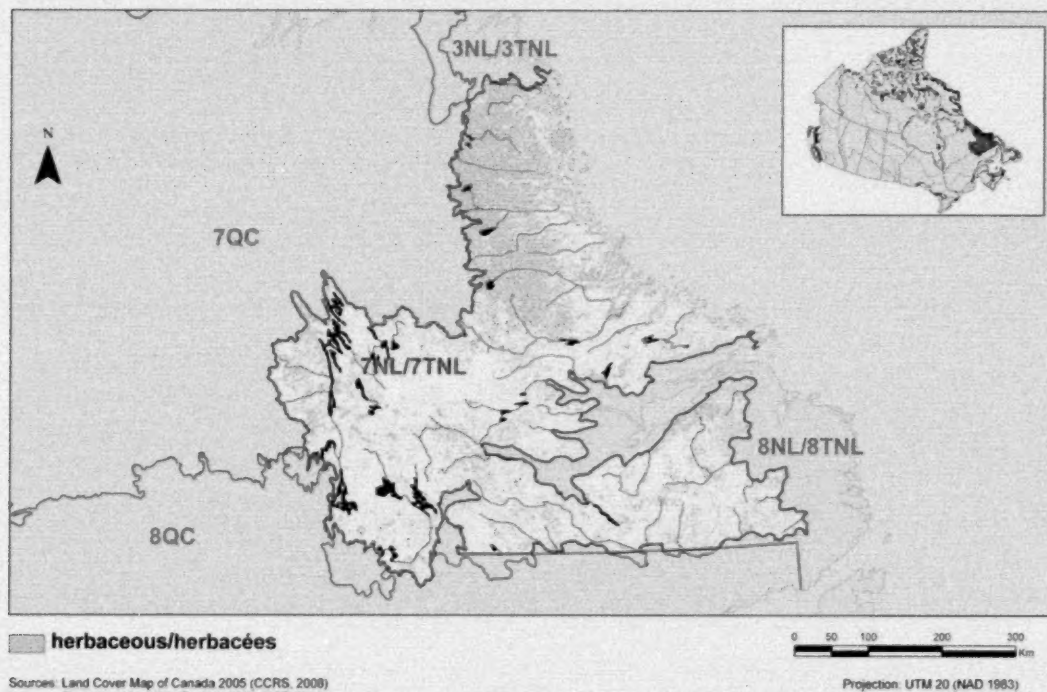 3NL/3TNL
N
7QC
7NL/7TNL
8NL/8TNL
8QC
herbaceous/herbacées
0 50 100 200 300
Km
Sources: Land Cover Map of Canada 2005 (CCRS, 2008)
Projection: UTM 20 (NAD 1983)